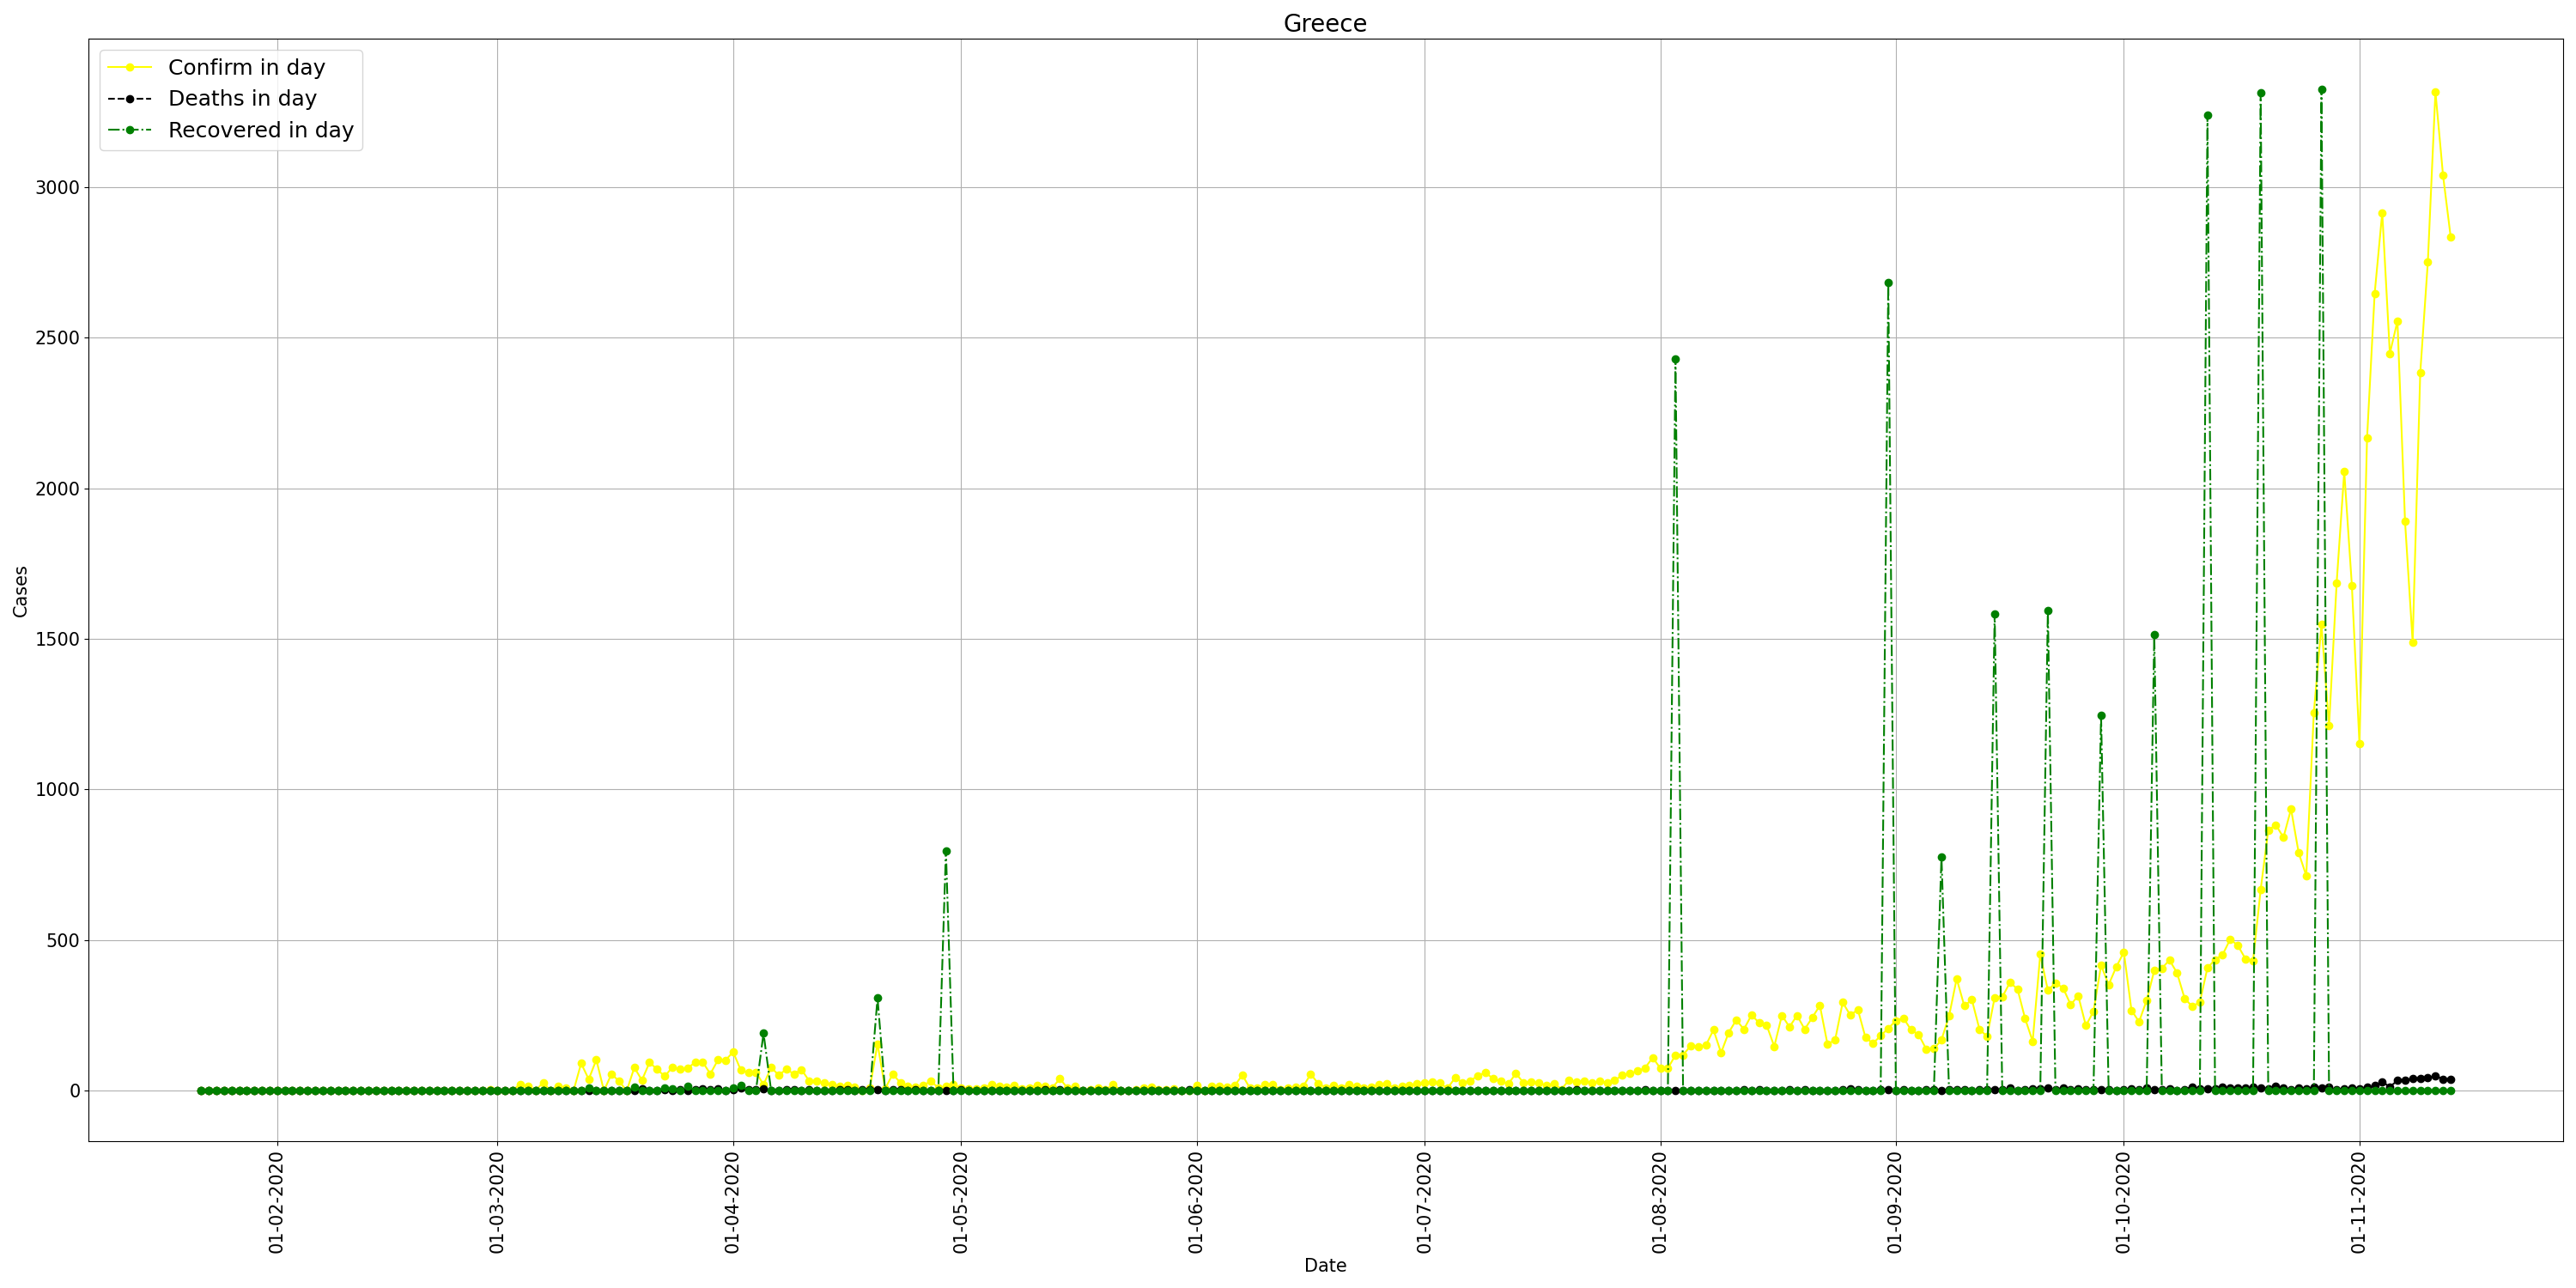 Greece
Confirm in day
Deaths in day
Recovered in day
3000
2500
2000
1500
1000
500
0
Cases
01-02-2020
01-03-2020
01-04-2020
01-05-2020
01-06-2020
01-07-2020
01-08-2020
01-09-2020
01-10-2020
01-11-2020
Date